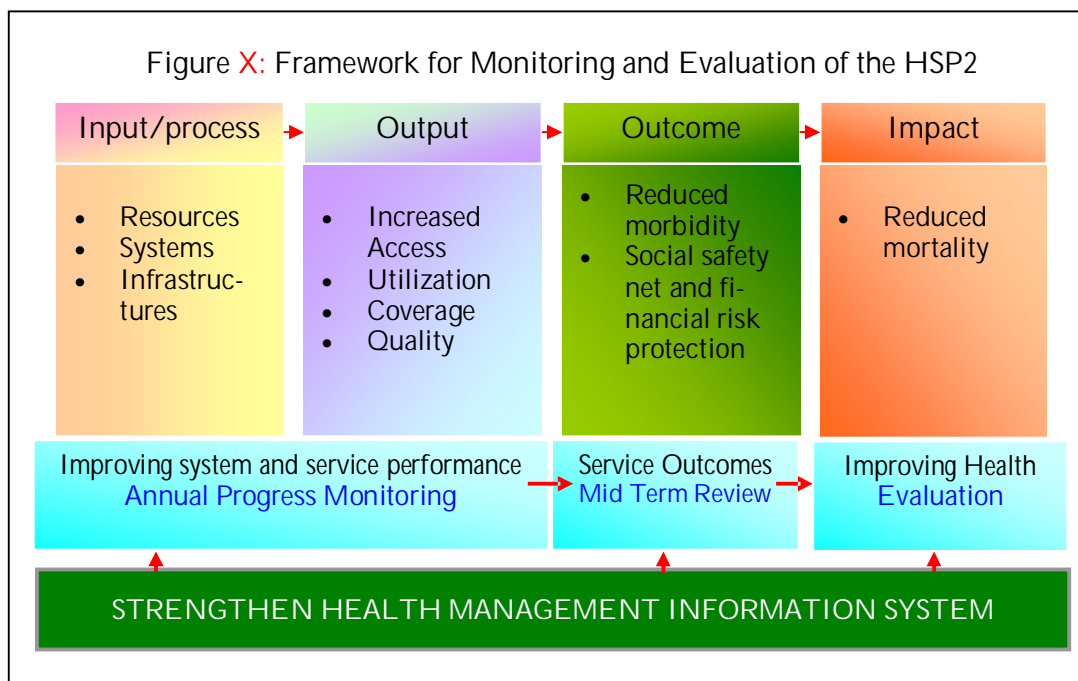 Figure X: Framework for Monitoring and Evaluation of the HSP2
Input/process
Output
Outcome
Impact
• Resources
• Systems
• Infrastruc-
tures
• Increased
Access
• Utilization
• Coverage
• Quality
• Reduced
morbidity
• Social safety
net and fi-
nancial risk
protection
• Reduced
mortality
Improving system and service performance
Annual Progress Monitoring
Service Outcomes
Mid Term Review
Improving Health
Evaluation
STRENGTHEN HEALTH MANAGEMENT INFORMATION SYSTEM